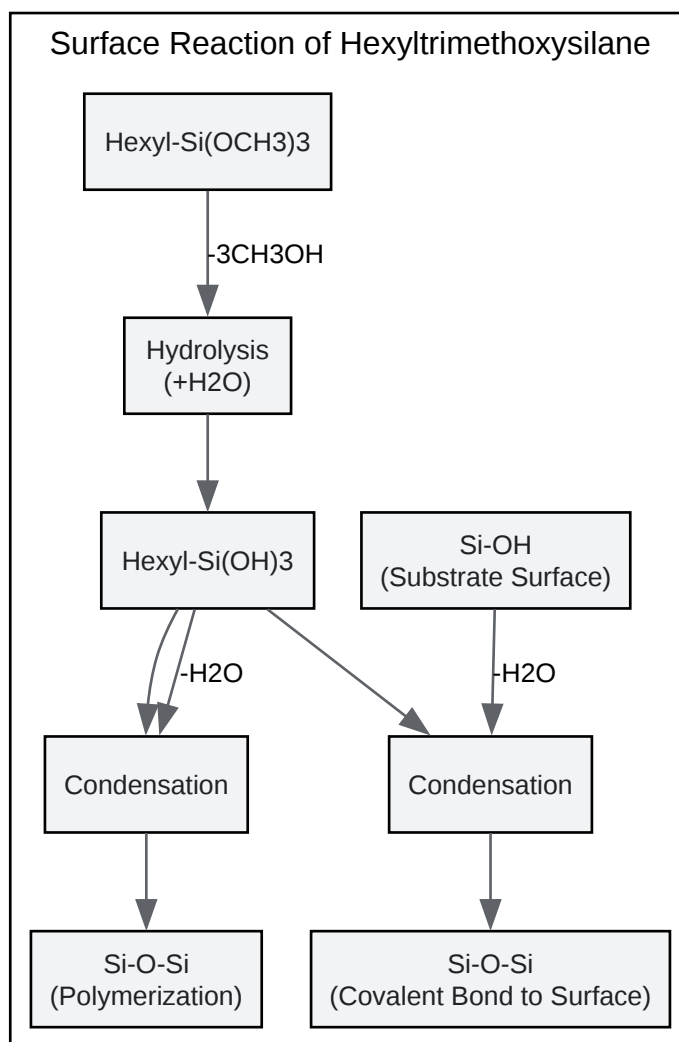 Surface Reaction of Hexyltrimethoxysilane
Hexyl-Si(OCH3)3
-3CH3OH
Hydrolysis
(+H2O)
Hexyl-Si(OH)3
Si-OH
(Substrate Surface)
-H2O
-H2O
Condensation
Condensation
Si-O-Si
(Polymerization)
Si-O-Si
(Covalent Bond to Surface)